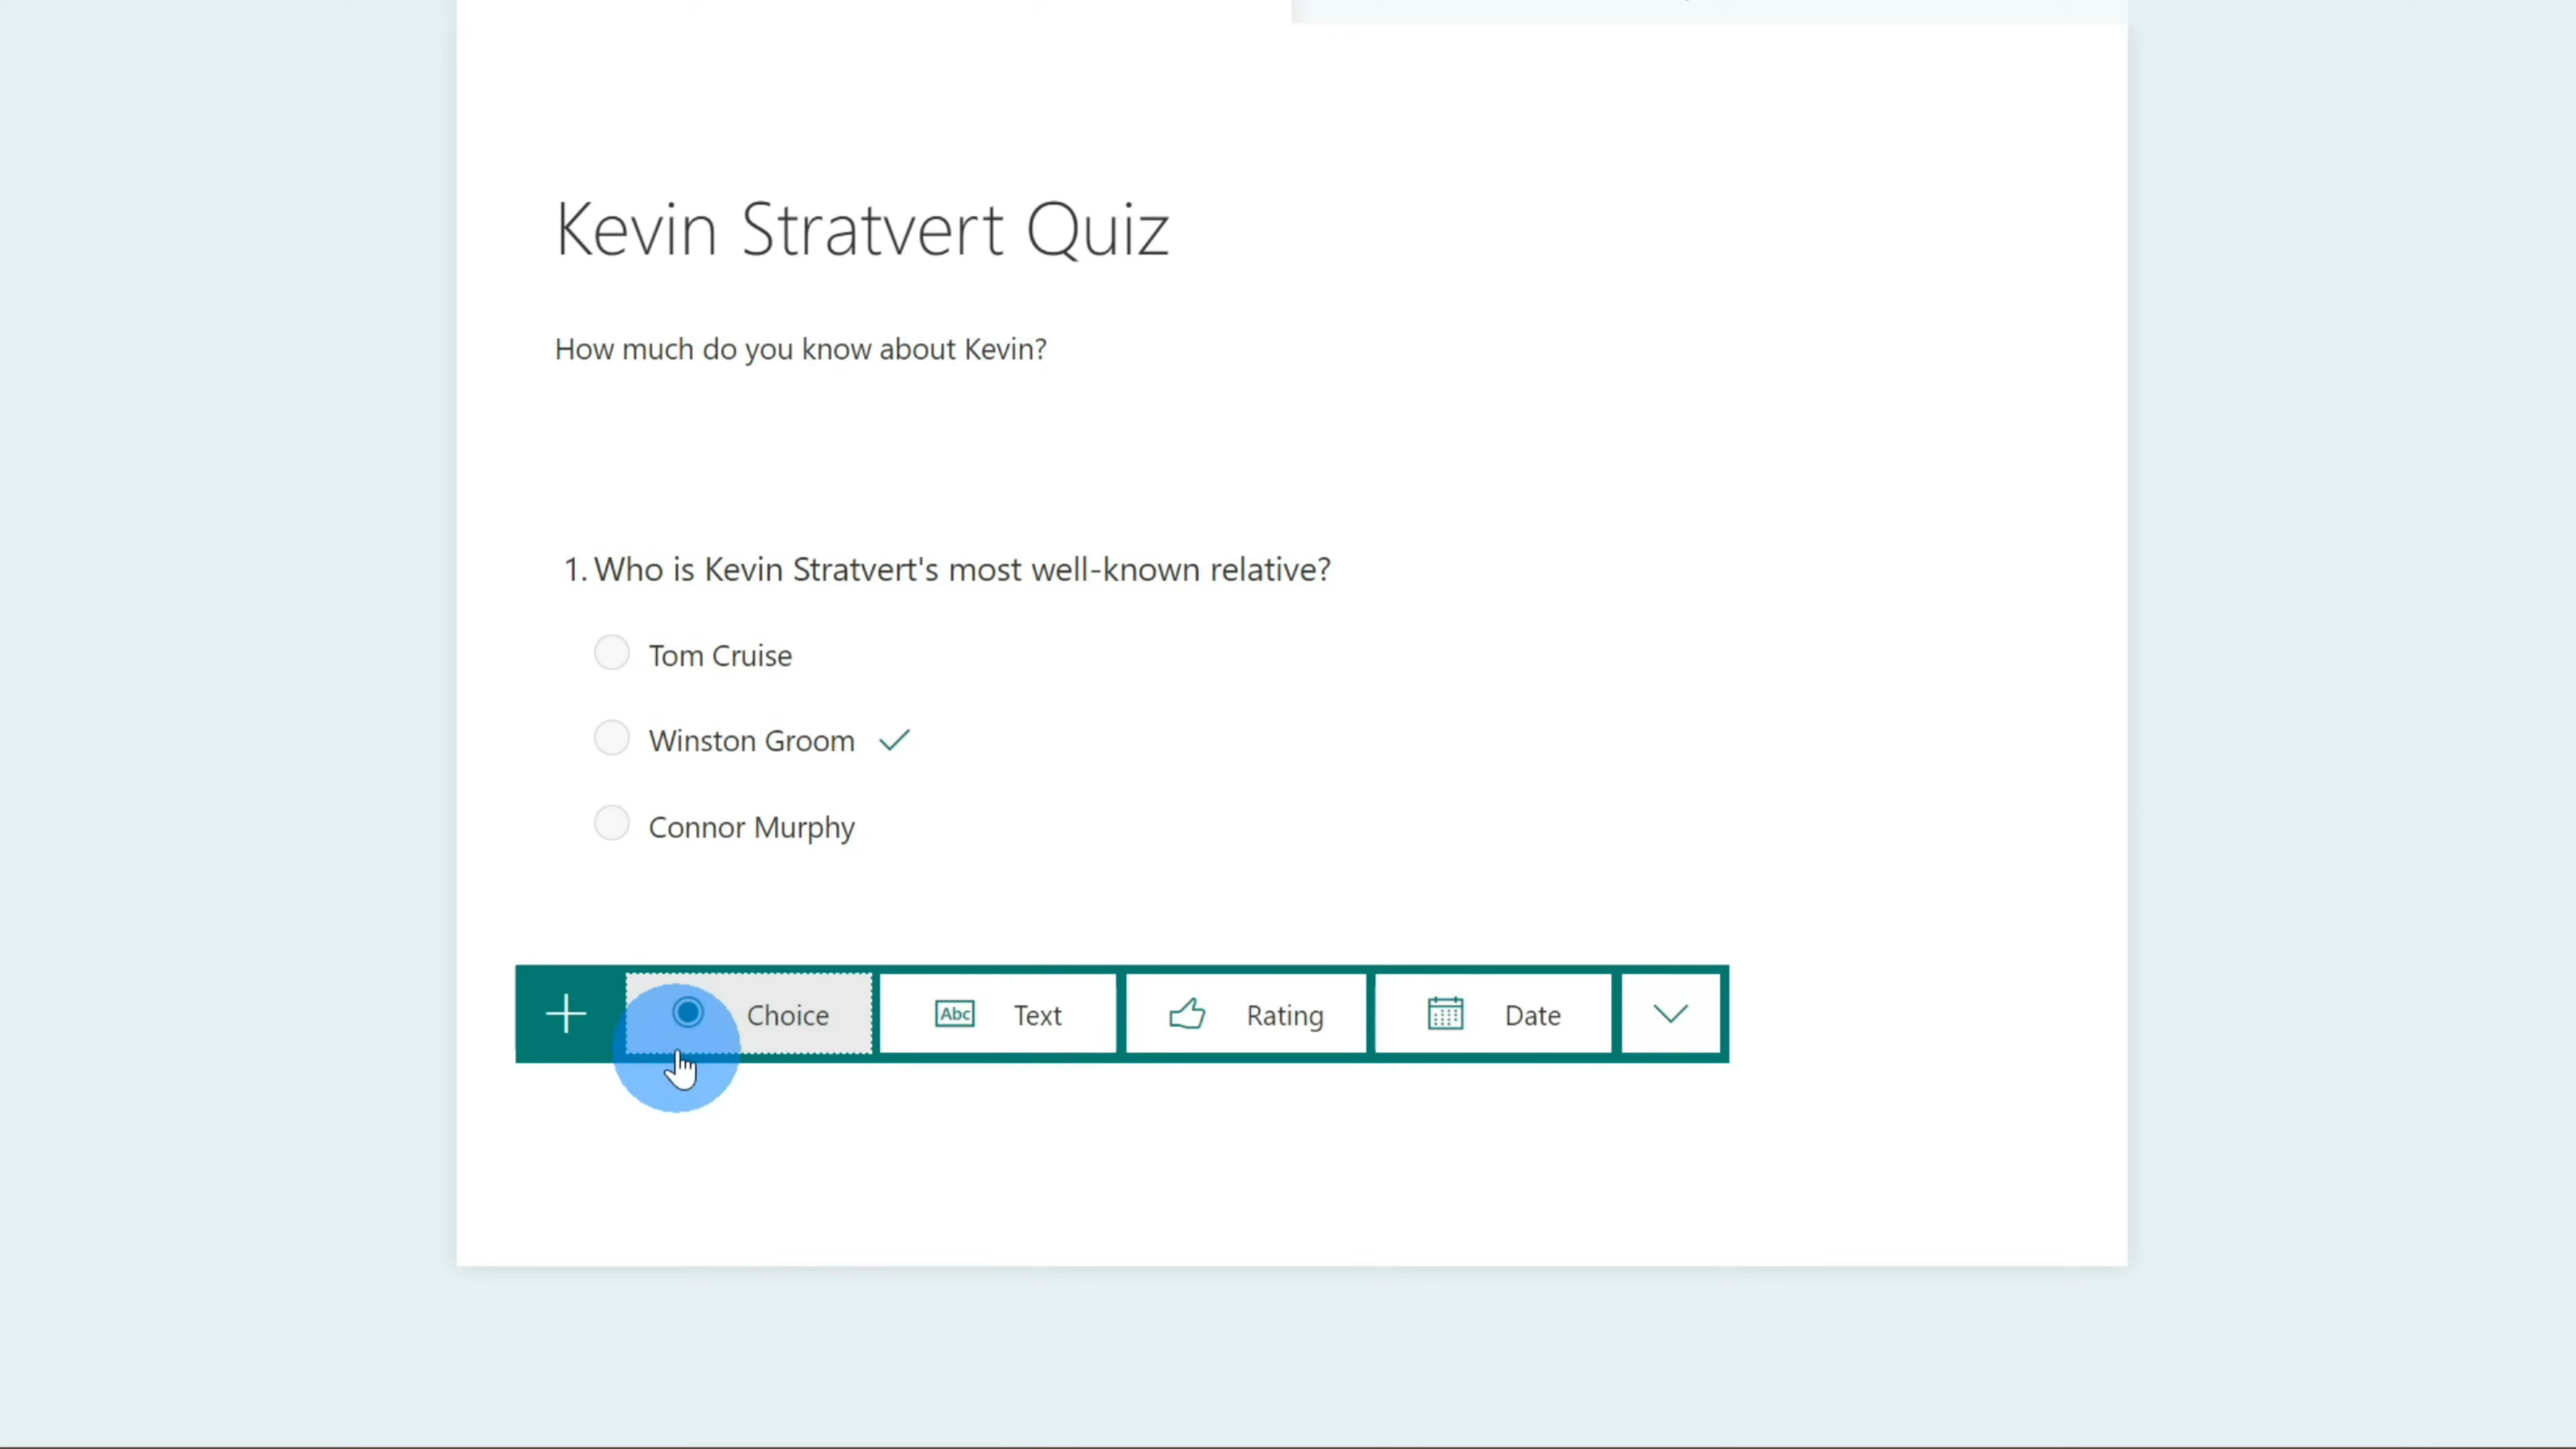 Kevin Stratvert Quiz
How much do you know about Kevin?
1. Who is Kevin Stratvert's most well-known relative?
Tom Cruise
Winston Groom
Connor Murphy
Choice Abc Text Rating Date